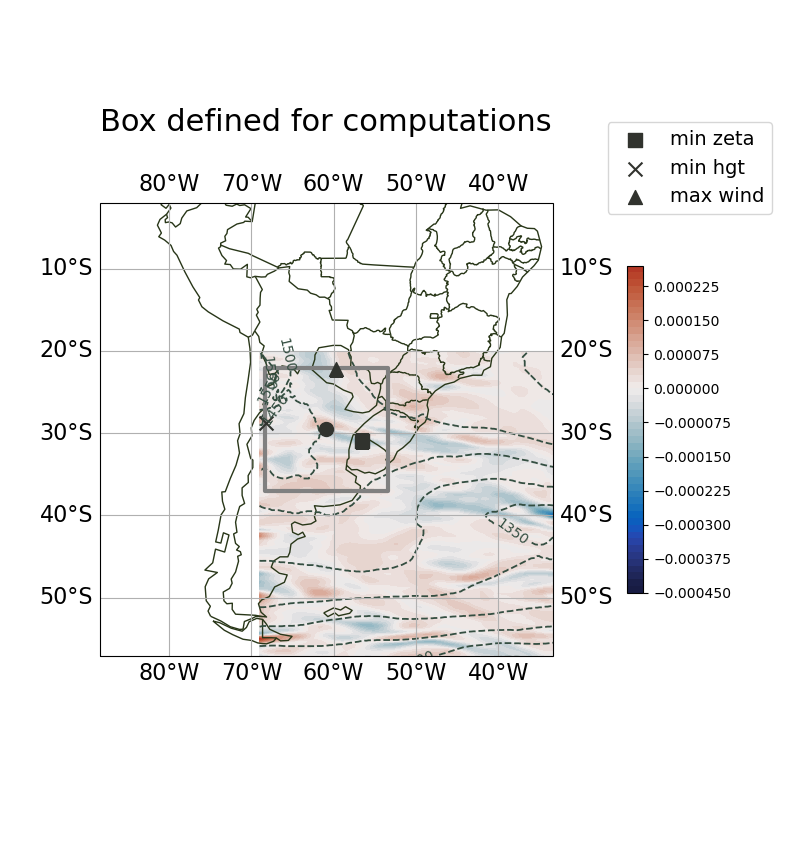 Box defined for computations
min zeta
min hgt
max wind
80°W 70°W 60°W 50°W 40°W
10°S 10°S
20°S 20°S
30°S 30°S
40°S 40°S
50°S 50°S
80°W 70°W 60°W 50°W 40°W
1500
1350
0.000225
0.000150
0.000075
0.000000
−0.000075
−0.000150
−0.000225
−0.000300
−0.000375
−0.000450